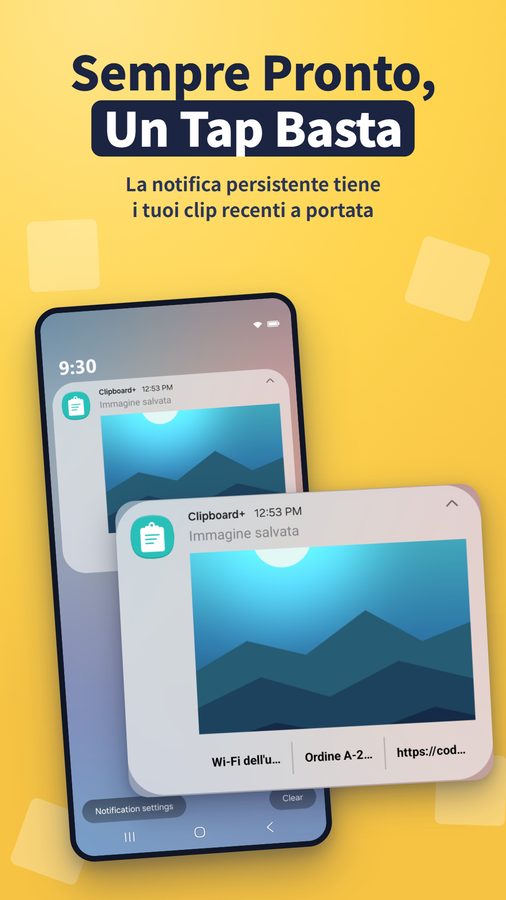 Sempre Pronto,
Un Tap Basta
La notifica persistente tiene
i tuoi clip recenti a portata
9:30
Clipboard+ 12:53 PM
Immagine salvata
Clipboard+ 12:53 PM
Immagine salvata
Wi-Fi dell'u... Ordine A-2... https://cod...
Notification settings Clear